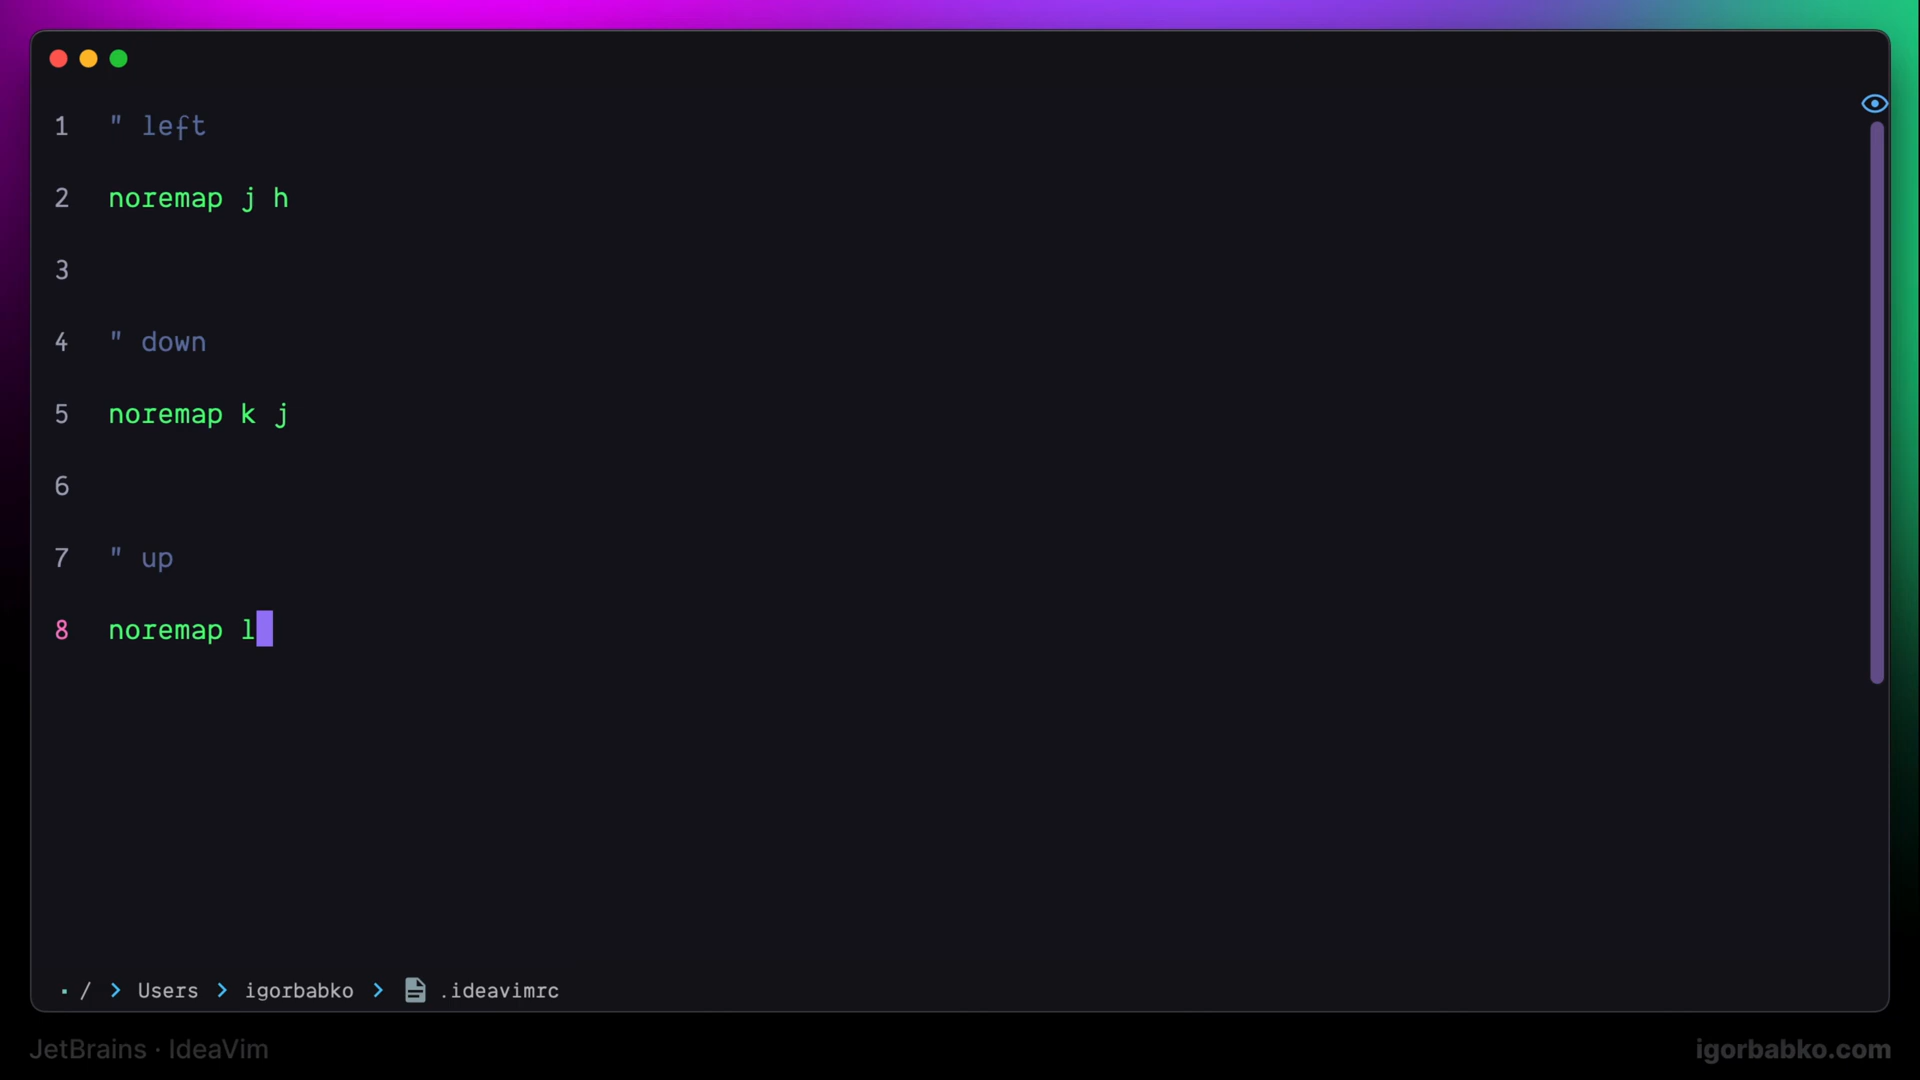 1 " left
2 noremap j h
3
4 " down
5 noremap k j
6
7 " up
8 noremap l
/ > Users > igorbabko > .ideavimrc
JetBrains · IdeaVim
igorbabko.com